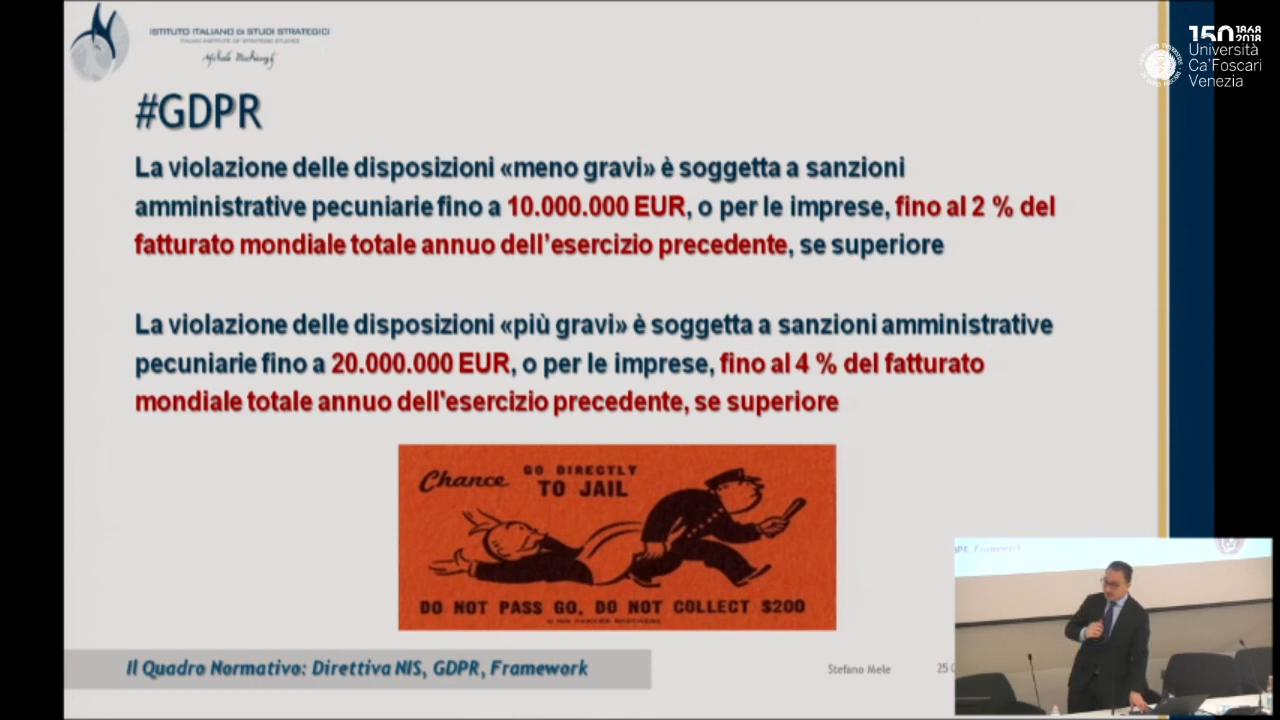 ISTITUTO ITALIANO DI STUDI STRATEGICI
ITALIAN INSTITUTE OF STRATEGIC STUDIES
150 1868 2018
Università
Ca'Foscari
Venezia
#GDPR
La violazione delle disposizioni «meno gravi» è soggetta a sanzioni
amministrative pecuniarie fino a 10.000.000 EUR, o per le imprese, fino al 2 % del
fatturato mondiale totale annuo dell'esercizio precedente, se superiore
La violazione delle disposizioni «più gravi» è soggetta a sanzioni amministrative
pecuniarie fino a 20.000.000 EUR, o per le imprese, fino al 4 % del fatturato
mondiale totale annuo dell'esercizio precedente, se superiore
Chance
GO DIRECTLY
TO JAIL
DO NOT PASS GO, DO NOT COLLECT $200
Il Quadro Normativo: Direttiva NIS, GDPR, Framework
Stefano Mele
25
Framework